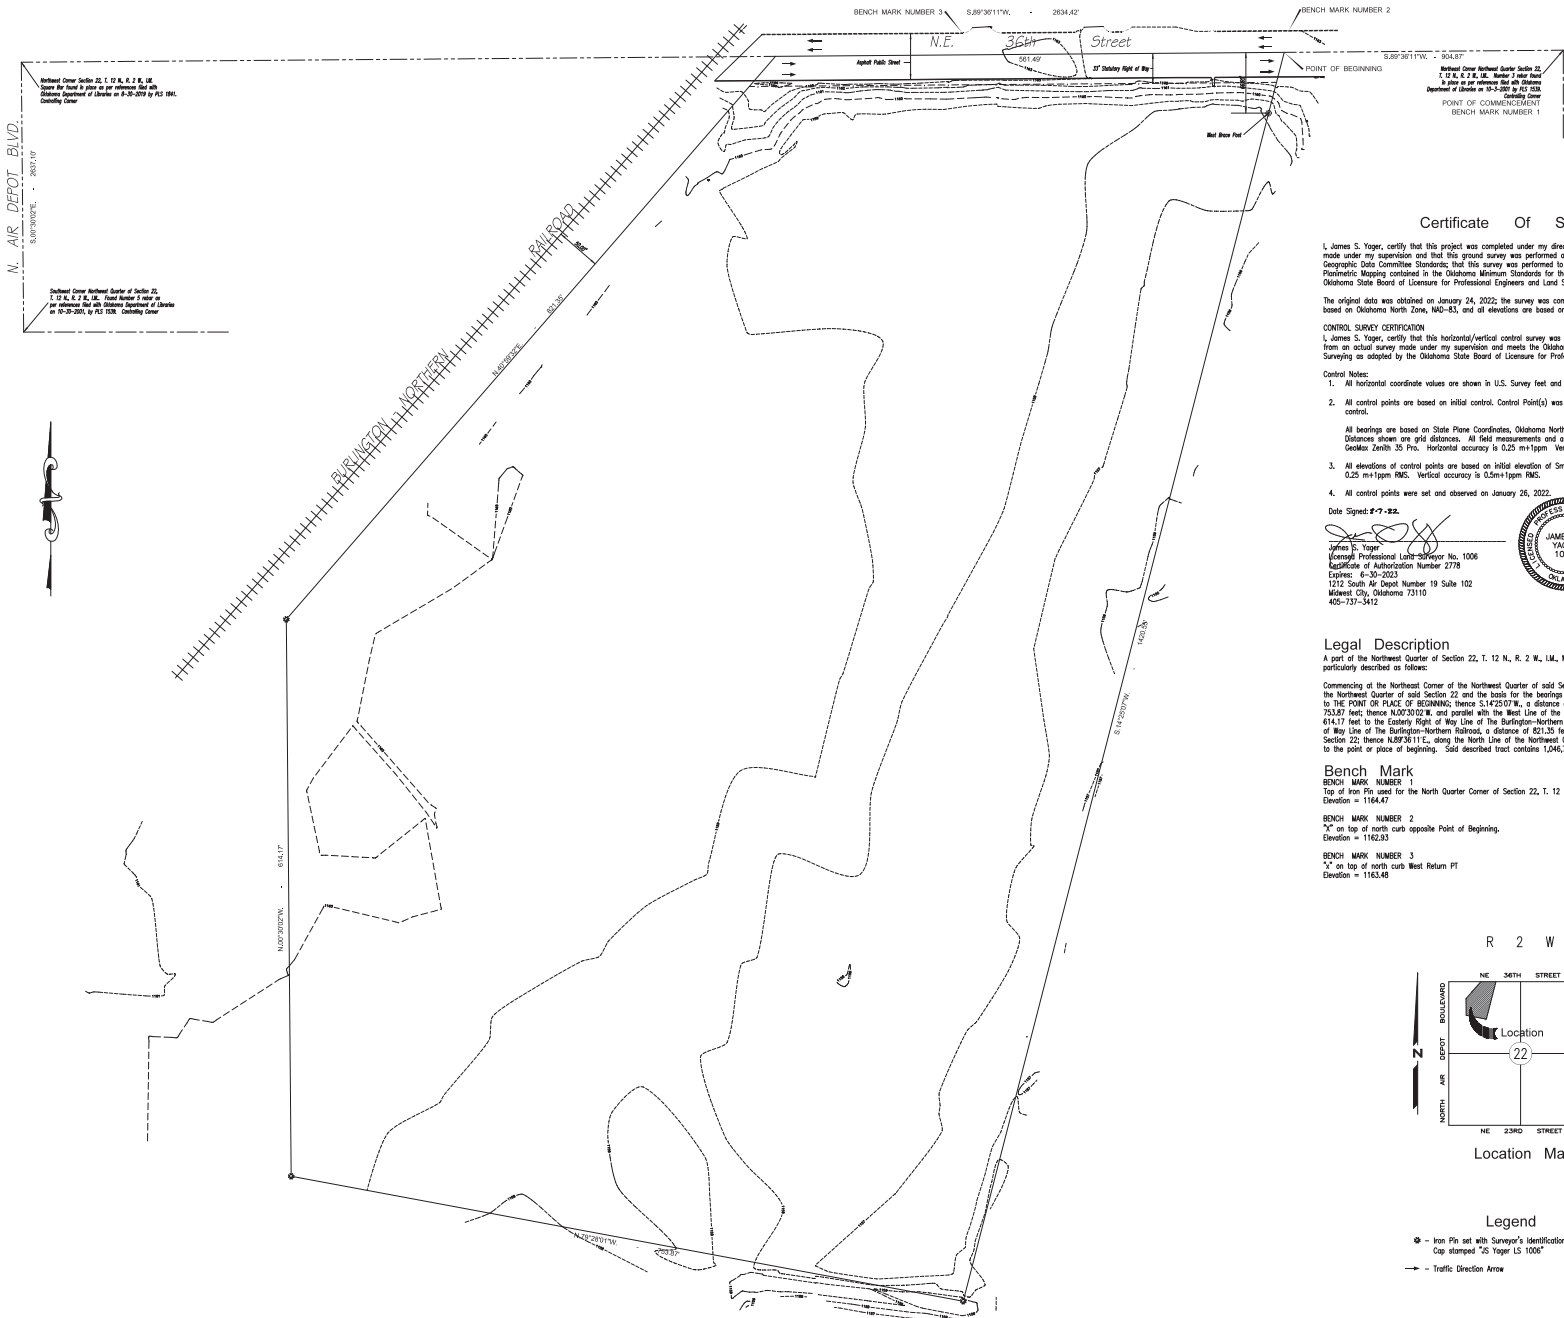 BENCH MARK NUMBER 3
S.89°36'11"W. - 2634.42'
BENCH MARK NUMBER 2
N.E. 36th Street
561.49'
Asphalt Public Street
33' Statutory Right of Way
POINT OF BEGINNING
S.89°36'11"W. - 904.87'
Northwest Corner Section 22, T. 12 N., R. 2 W., I.M.
Square Bar found in place as per references filed with
Oklahoma Department of Libraries on 8-30-2019 by PLS 1841.
Controlling Corner
Northeast Corner Northwest Quarter Section 22,
T. 12 N., R. 2 W., I.M. Number 3 rebar found
in place as per references filed with Oklahoma
Department of Libraries on 10-3-2001 by PLS 1539.
Controlling Corner
POINT OF COMMENCEMENT
BENCH MARK NUMBER 1
West Brace Post
N. AIR DEPOT BLVD.
S.00°30'02"E. - 2637.10'
Southwest Corner Northwest Quarter of Section 22,
T. 12 N., R. 2 W., I.M. Found Number 5 rebar as
per references filed with Oklahoma Department of Libraries
on 10-30-2001, by PLS 1539. Controlling Corner
BURLINGTON NORTHERN RAILROAD
50.00'
N.40°59'32"E. - 821.35'
N.00°30'02"W. - 614.17'
S.14°25'07"W. 1420.55'
N.79°28'01"W. 753.87'
Certificate Of S
I, James S. Yager, certify that this project was completed under my dire
made under my supervision and that this ground survey was performed a
Geographic Data Committee Standards; that this survey was performed to
Planimetric Mapping contained in the Oklahoma Minimum Standards for th
Oklahoma State Board of Licensure for Professional Engineers and Land S
The original data was obtained on January 24, 2022; the survey was con
based on Oklahoma North Zone, NAD-83, and all elevations are based or
CONTROL SURVEY CERTIFICATION
I, James S. Yager, certify that this horizontal/vertical control survey was
from an actual survey made under my supervision and meets the Oklaho
Surveying as adopted by the Oklahoma State Board of Licensure for Profe
Control Notes:
1. All horizontal coordinate values are shown in U.S. Survey feet and
2. All control points are based on initial control. Control Point(s) was
control.
All bearings are based on State Plane Coordinates, Oklahoma North
Distances shown are grid distances. All field measurements and a
GeoMax Zenith 35 Pro. Horizontal accuracy is 0.25 m+1ppm Ver
3. All elevations of control points are based on initial elevation of Sm
0.25 m+1ppm RMS. Vertical accuracy is 0.5m+1ppm RMS.
4. All control points were set and observed on January 26, 2022.
Date Signed: 2-7-22.
James S. Yager
Licensed Professional Land Surveyor No. 1006
Certificate of Authorization Number 2778
Expires: 6-30-2023
1212 South Air Depot Number 19 Suite 102
Midwest City, Oklahoma 73110
405-737-3412
LICENSED PROFESS
JAME
YAG
10
OKLA
Legal Description
A part of the Northwest Quarter of Section 22, T. 12 N., R. 2 W., I.M., M
particularly described as follows:
Commencing at the Northeast Corner of the Northwest Quarter of said Se
the Northwest Quarter of said Section 22 and the basis for the bearings
to THE POINT OR PLACE OF BEGINNING; thence S.14°25'07"W., a distance
753.87 feet; thence N.00°30'02"W. and parallel with the West Line of the
614.17 feet to the Easterly Right of Way Line of The Burlington-Northern
of Way Line of The Burlington-Northern Railroad, a distance of 821.35 fe
Section 22; thence N.89°36'11"E., along the North Line of the Northwest Q
to the point or place of beginning. Said described tract contains 1,046,
Bench Mark
BENCH MARK NUMBER 1
Top of Iron Pin used for the North Quarter Corner of Section 22, T. 12
Elevation = 1164.47
BENCH MARK NUMBER 2
"X" on top of north curb opposite Point of Beginning.
Elevation = 1162.93
BENCH MARK NUMBER 3
"x" on top of north curb West Return PT
Elevation = 1163.48
R 2 W
NE 36TH STREET
NORTH AIR DEPOT BOULEVARD
N
Location
22
NE 23RD STREET
Location Ma
Legend
- Iron Pin set with Surveyor's Identification
Cap stamped "JS Yager LS 1006"
- Traffic Direction Arrow